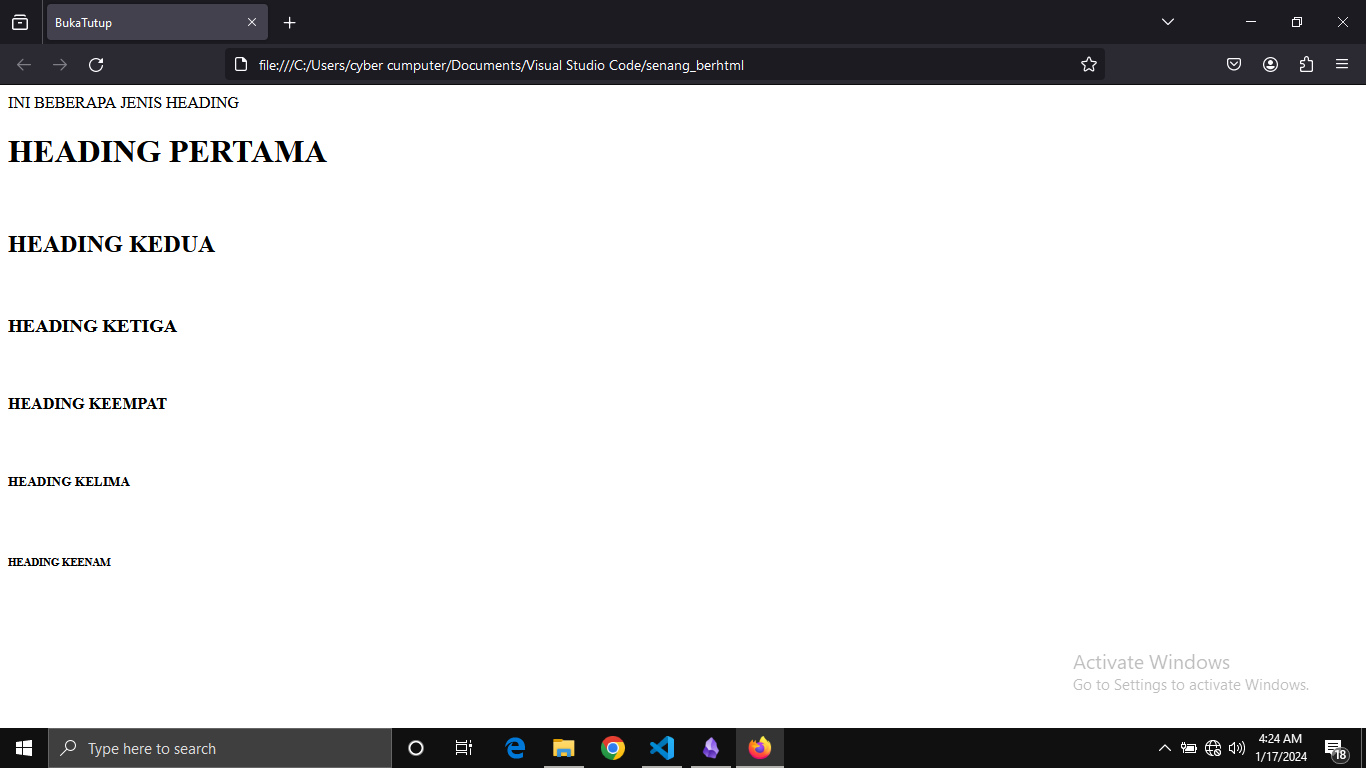 BukaTutup
file:///C:/Users/cyber cumputer/Documents/Visual Studio Code/senang_berhtml
INI BEBERAPA JENIS HEADING
HEADING PERTAMA
HEADING KEDUA
HEADING KETIGA
HEADING KEEMPAT
HEADING KELIMA
HEADING KEENAM
Activate Windows
Go to Settings to activate Windows.
Type here to search
4:24 AM
1/17/2024
18